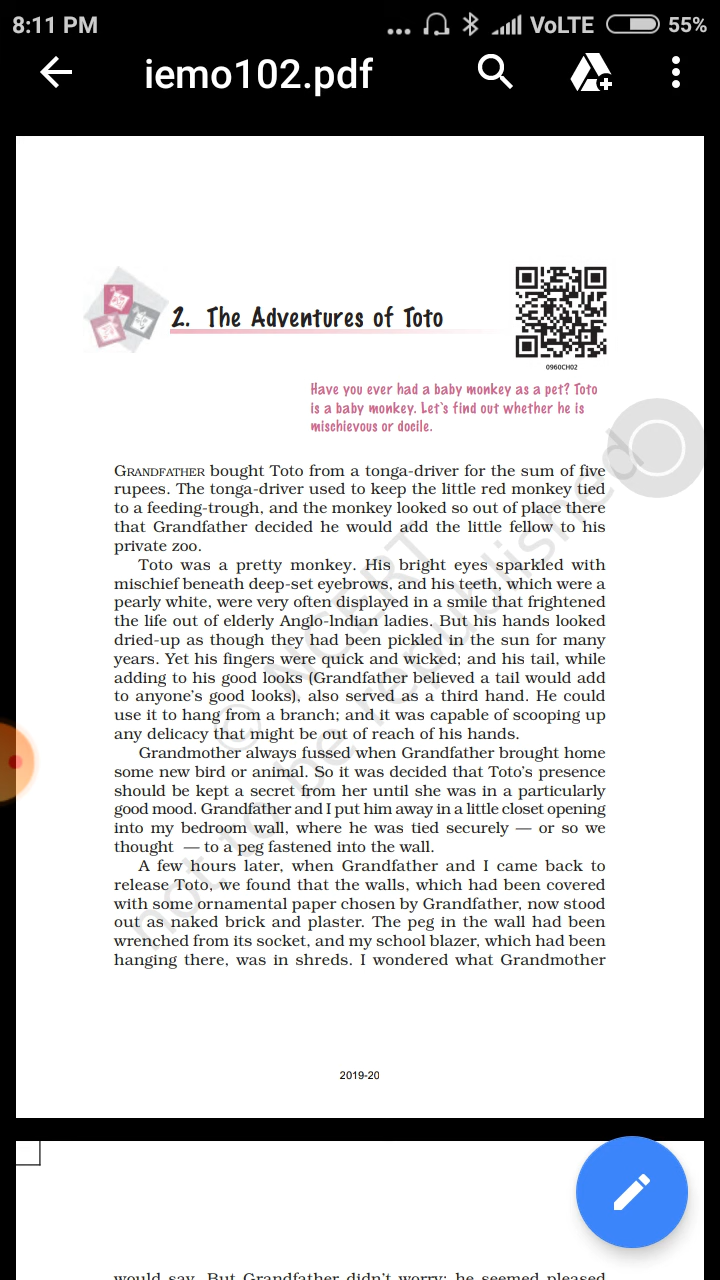 8:11 PM ... VoLTE 55%
iemo102.pdf
2. The Adventures of Toto
0960CH02
Have you ever had a baby monkey as a pet? Toto
is a baby monkey. Let`s find out whether he is
mischievous or docile.
GRANDFATHER bought Toto from a tonga-driver for the sum of five
rupees. The tonga-driver used to keep the little red monkey tied
to a feeding-trough, and the monkey looked so out of place there
that Grandfather decided he would add the little fellow to his
private zoo.
Toto was a pretty monkey. His bright eyes sparkled with
mischief beneath deep-set eyebrows, and his teeth, which were a
pearly white, were very often displayed in a smile that frightened
the life out of elderly Anglo-Indian ladies. But his hands looked
dried-up as though they had been pickled in the sun for many
years. Yet his fingers were quick and wicked; and his tail, while
adding to his good looks (Grandfather believed a tail would add
to anyone's good looks), also served as a third hand. He could
use it to hang from a branch; and it was capable of scooping up
any delicacy that might be out of reach of his hands.
Grandmother always fussed when Grandfather brought home
some new bird or animal. So it was decided that Toto's presence
should be kept a secret from her until she was in a particularly
good mood. Grandfather and I put him away in a little closet opening
into my bedroom wall, where he was tied securely — or so we
thought — to a peg fastened into the wall.
A few hours later, when Grandfather and I came back to
release Toto, we found that the walls, which had been covered
with some ornamental paper chosen by Grandfather, now stood
out as naked brick and plaster. The peg in the wall had been
wrenched from its socket, and my school blazer, which had been
hanging there, was in shreds. I wondered what Grandmother
© NCERT
not to be republished
2019-20
would say. But Grandfather didn't worry; he seemed pleased